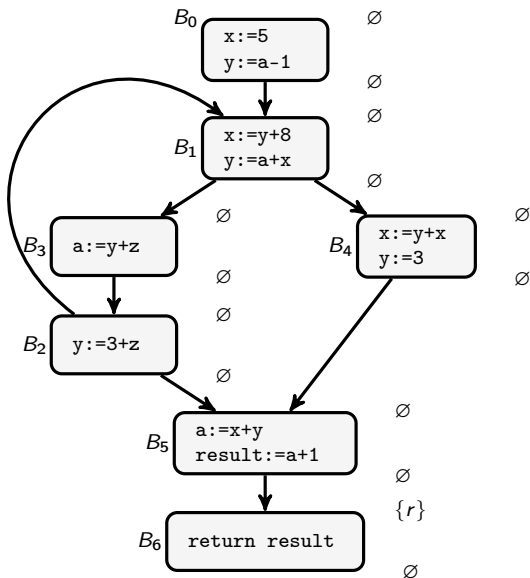 B0
x:=5
y:=a-1
∅
∅
B1
x:=y+8
y:=a+x
∅
∅
B3
a:=y+z
∅
∅
B4
x:=y+x
y:=3
∅
∅
B2
y:=3+z
∅
∅
B5
a:=x+y
result:=a+1
∅
∅
B6
return result
{r}
∅